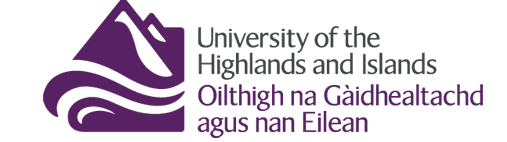 University of the
Highlands and Islands
Oilthigh na Gàidhealtachd
agus nan Eilean